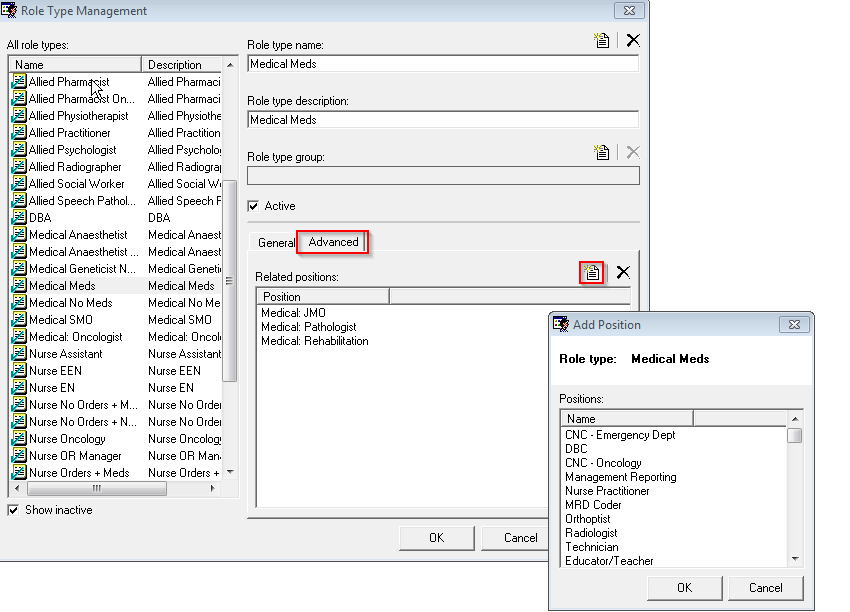 Role Type Management
All role types:
Name Description
Allied Pharmacist Allied Pharmaci
Allied Pharmacist On... Allied Pharmaci
Allied Physiotherapist Allied Physiothe
Allied Practitioner Allied Practition
Allied Psychologist Allied Psycholog
Allied Radiographer Allied Radiograp
Allied Social Worker Allied Social Wo
Allied Speech Pathol... Allied Speech P
DBA DBA
Medical Anaesthetist Medical Anaest
Medical Anaesthetist ... Medical Anaest
Medical Geneticist N... Medical Geneti
Medical Meds Medical Meds
Medical No Meds Medical No Me
Medical SMO Medical SMO
Medical: Oncologist Medical: Oncol
Nurse Assistant Nurse Assistant
Nurse EEN Nurse EEN
Nurse EN Nurse EN
Nurse No Orders + M... Nurse No Order
Nurse No Orders + N... Nurse No Order
Nurse Oncology Nurse Oncology
Nurse OR Manager Nurse OR Mana
Nurse Orders + Meds Nurse Orders +
Show inactive
Role type name:
Medical Meds
Role type description:
Medical Meds
Role type group:
Active
General Advanced
Related positions:
Position
Medical: JMO
Medical: Pathologist
Medical: Rehabilitation
OK Cancel
Add Position
Role type: Medical Meds
Positions:
Name
CNC - Emergency Dept
DBC
CNC - Oncology
Management Reporting
Nurse Practitioner
MRD Coder
Orthoptist
Radiologist
Technician
Educator/Teacher
OK Cancel